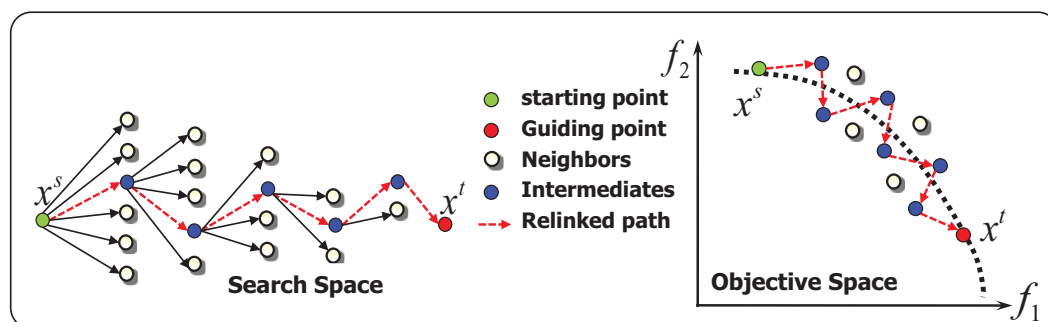 x^s
x^t
Search Space
starting point
Guiding point
Neighbors
Intermediates
Relinked path
f_2
x^s
x^t
Objective Space
f_1